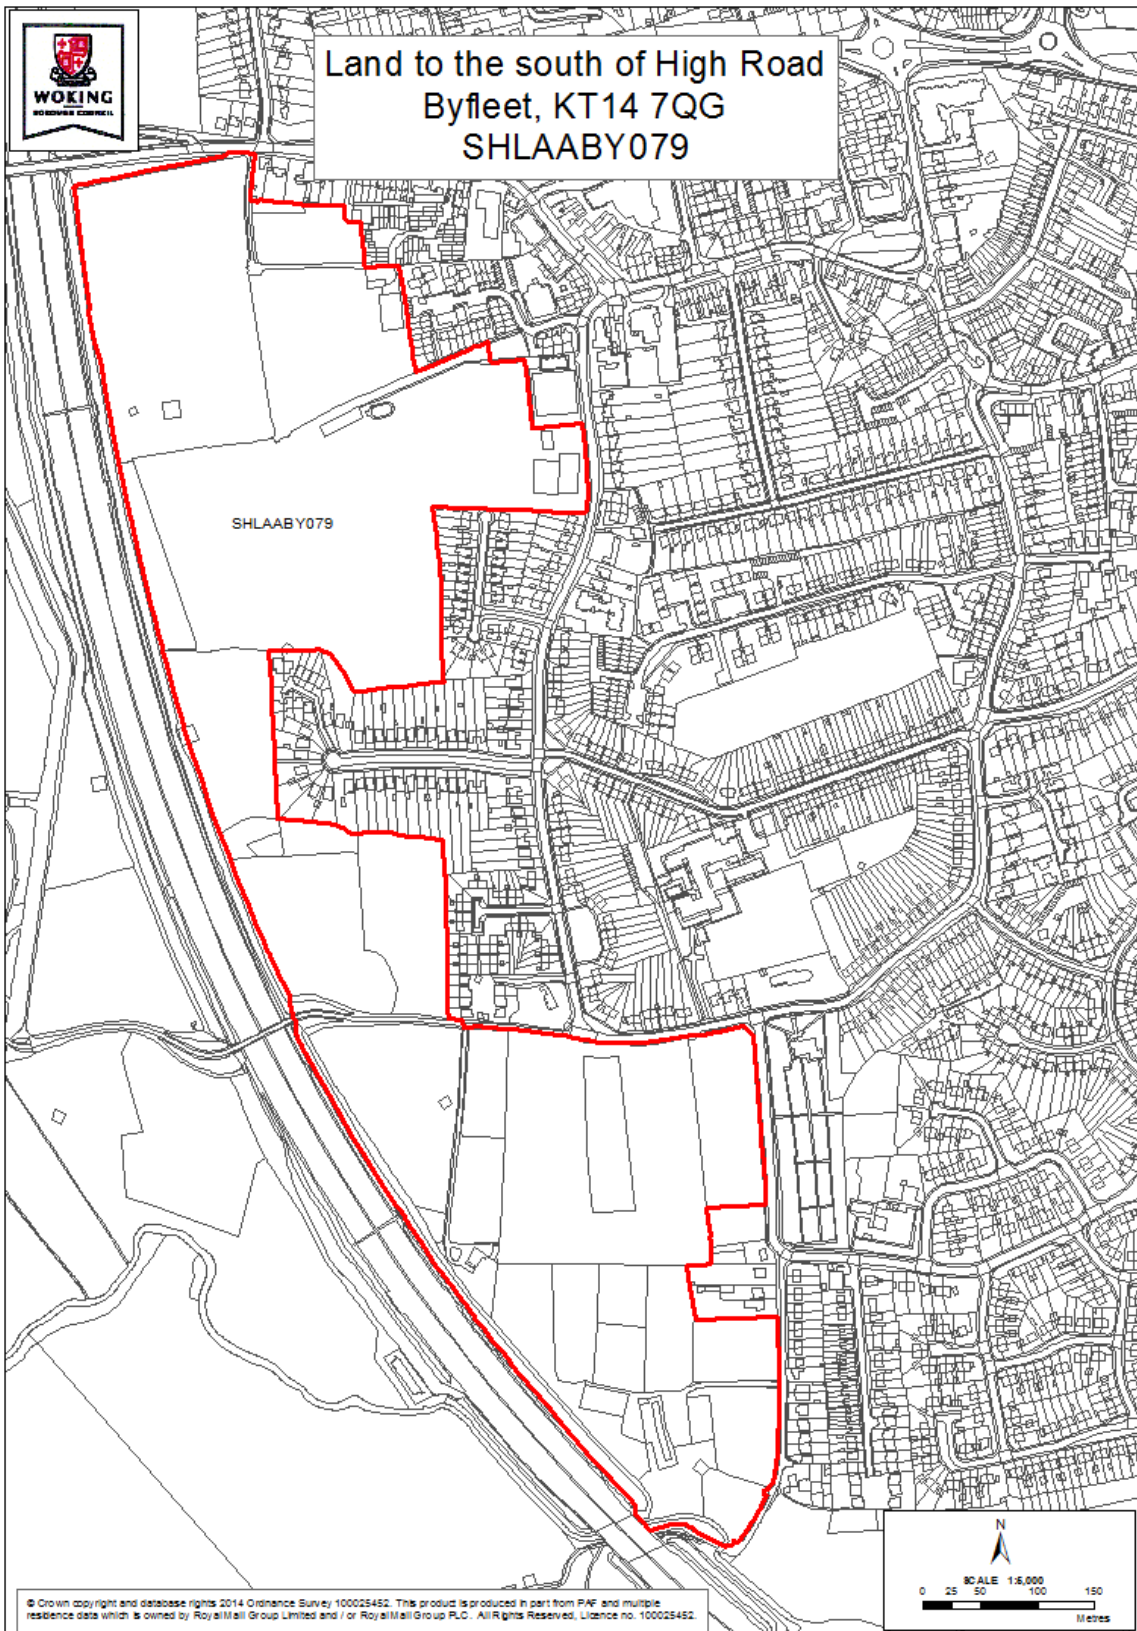 WOKING
BOROUGH COUNCIL
Land to the south of High Road
Byfleet, KT14 7QG
SHLAABY079
SHLAABY079
N
SCALE 1:5,000
0 25 50 100 150
Metres
© Crown copyright and database rights 2014 Ordnance Survey 100025452. This product is produced in part from PAF and multiple
residence data which is owned by Royal Mail Group Limited and / or Royal Mail Group PLC. All Rights Reserved, Licence no. 100025452.